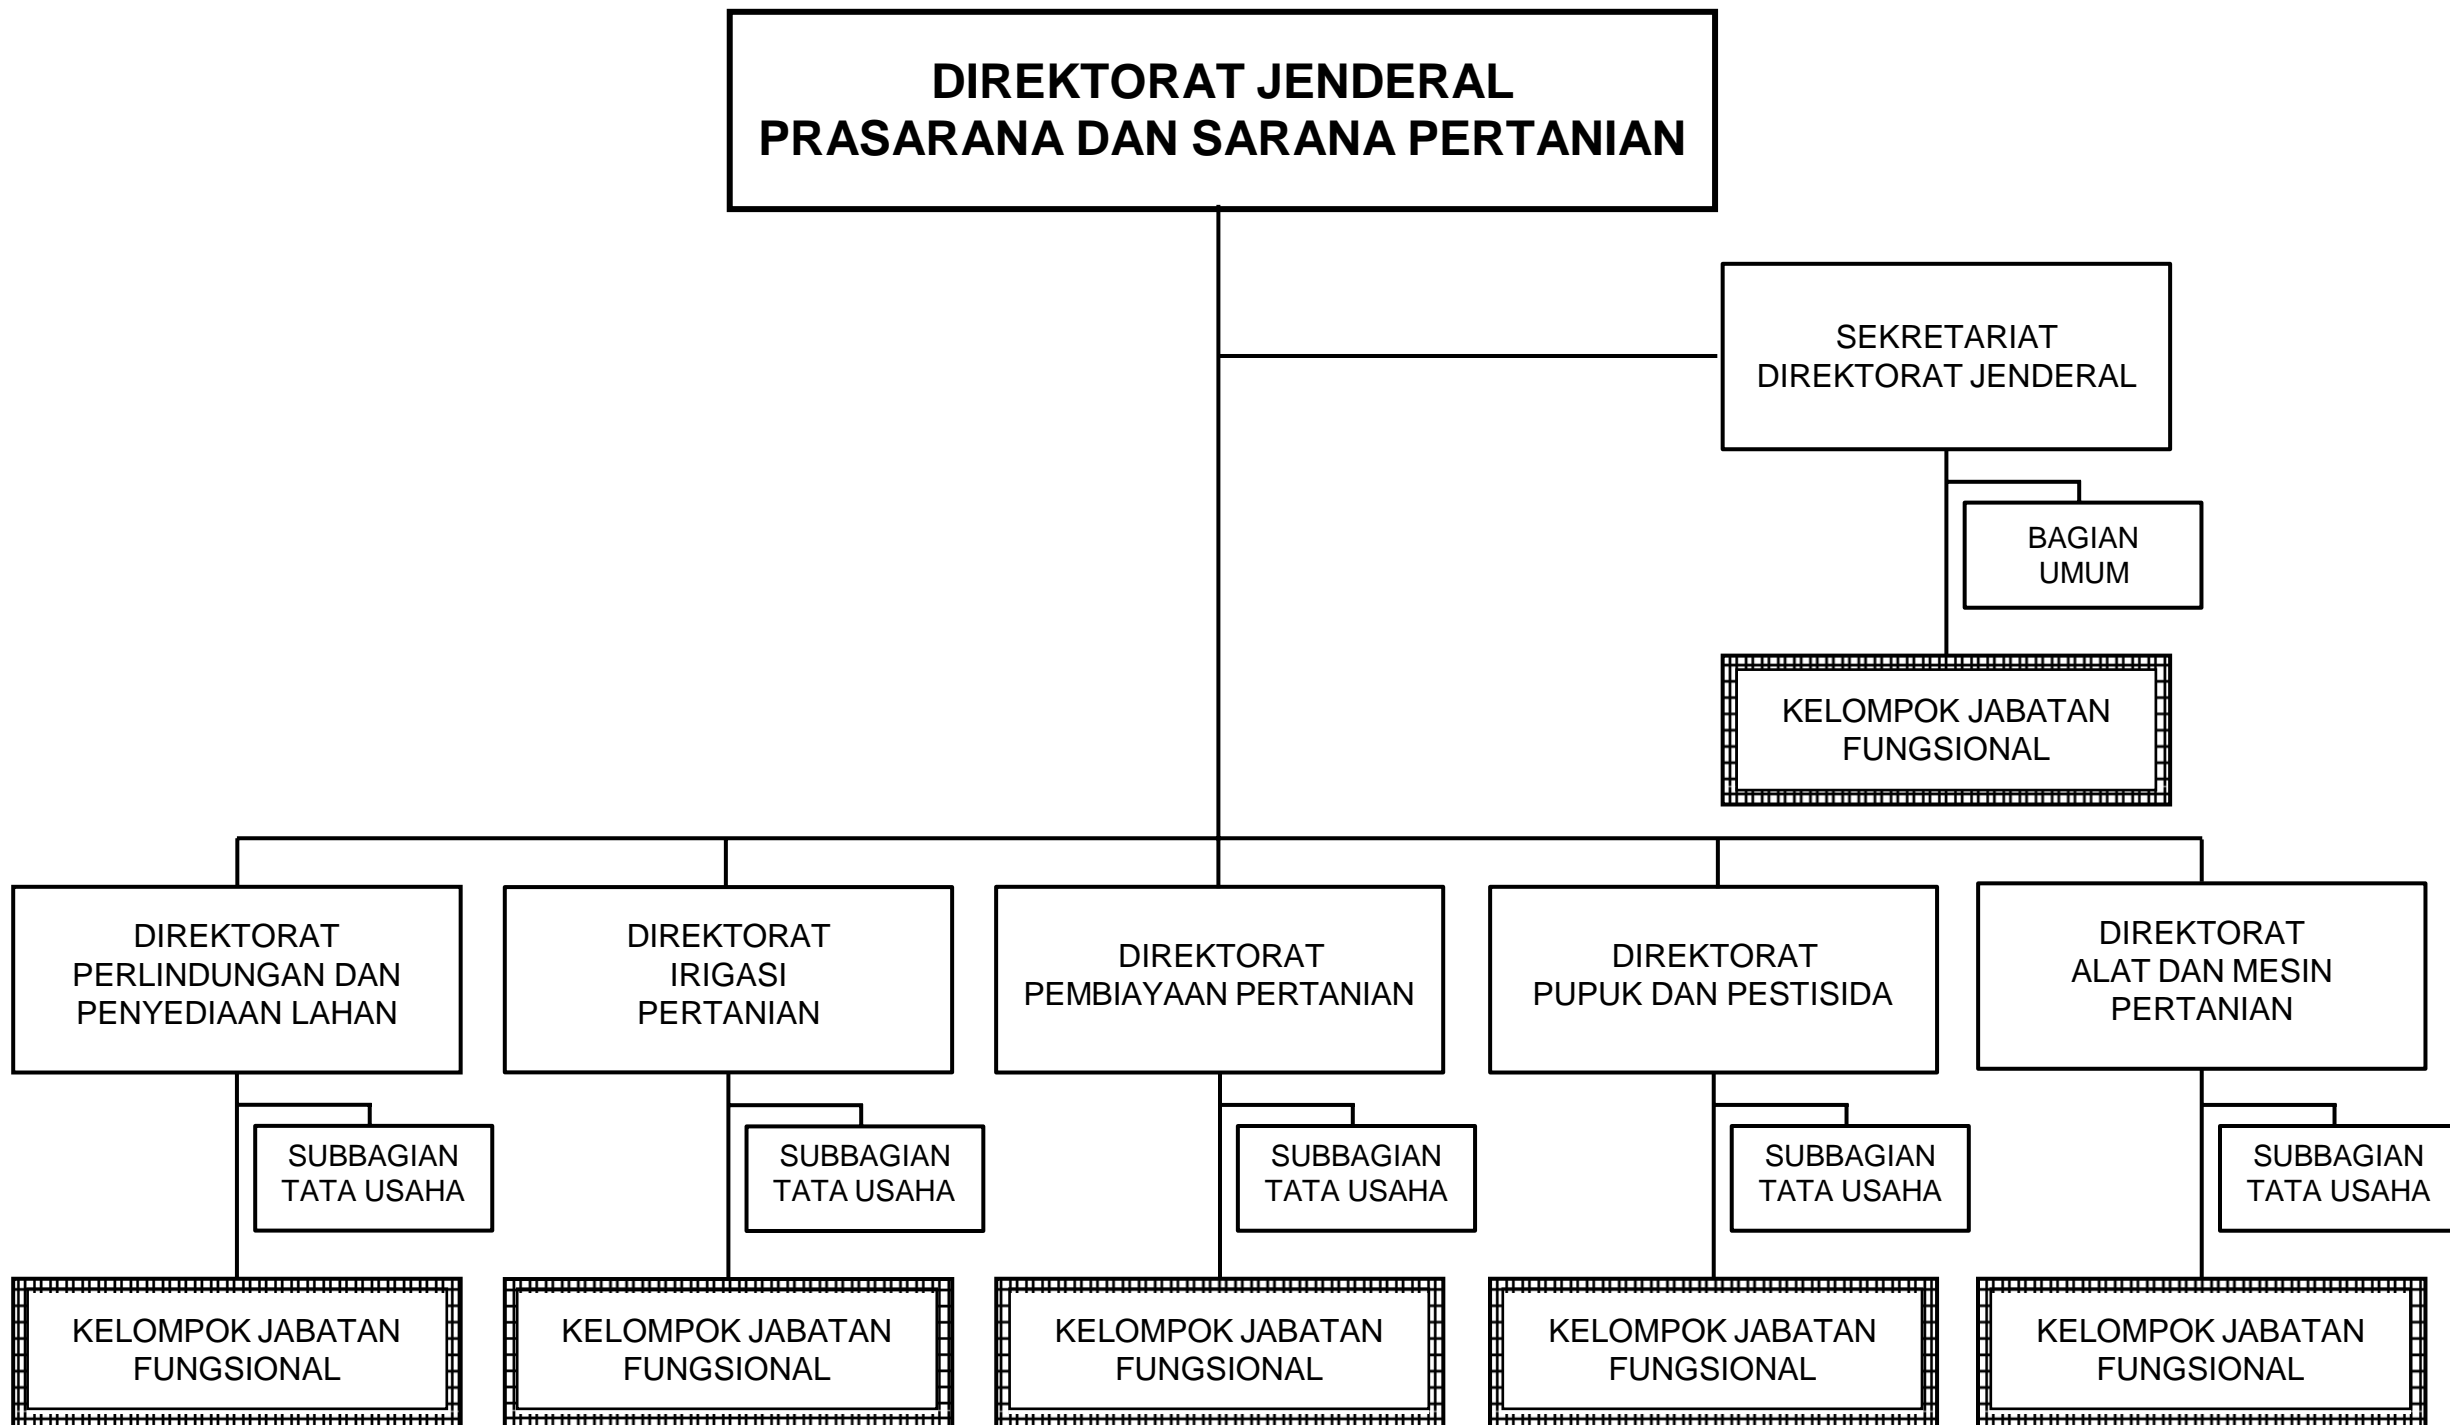 DIREKTORAT JENDERAL
PRASARANA DAN SARANA PERTANIAN
SEKRETARIAT
DIREKTORAT JENDERAL
BAGIAN
UMUM
KELOMPOK JABATAN
FUNGSIONAL
DIREKTORAT
PERLINDUNGAN DAN
PENYEDIAAN LAHAN
DIREKTORAT
IRIGASI
PERTANIAN
DIREKTORAT
PEMBIAYAAN PERTANIAN
DIREKTORAT
PUPUK DAN PESTISIDA
DIREKTORAT
ALAT DAN MESIN
PERTANIAN
SUBBAGIAN
TATA USAHA
SUBBAGIAN
TATA USAHA
SUBBAGIAN
TATA USAHA
SUBBAGIAN
TATA USAHA
SUBBAGIAN
TATA USAHA
KELOMPOK JABATAN
FUNGSIONAL
KELOMPOK JABATAN
FUNGSIONAL
KELOMPOK JABATAN
FUNGSIONAL
KELOMPOK JABATAN
FUNGSIONAL
KELOMPOK JABATAN
FUNGSIONAL